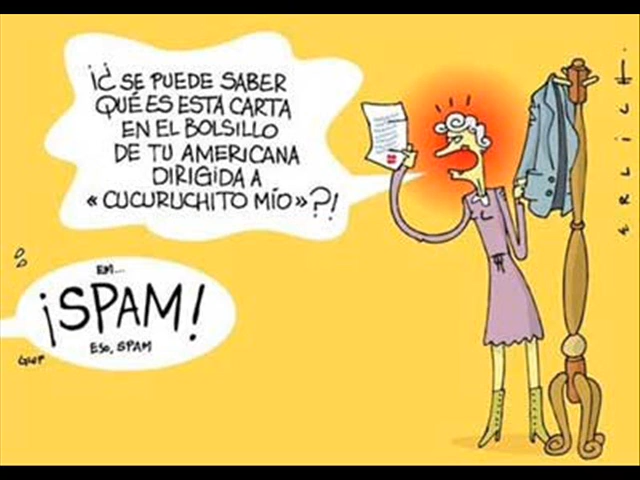 ¡¿SE PUEDE SABER
QUÉ ES ESTA CARTA
EN EL BOLSILLO
DE TU AMERICANA
DIRIGIDA A
«CUCURUCHITO MÍO»?!
EM...
¡SPAM!
ESO, SPAM
GLUP
ERLICH